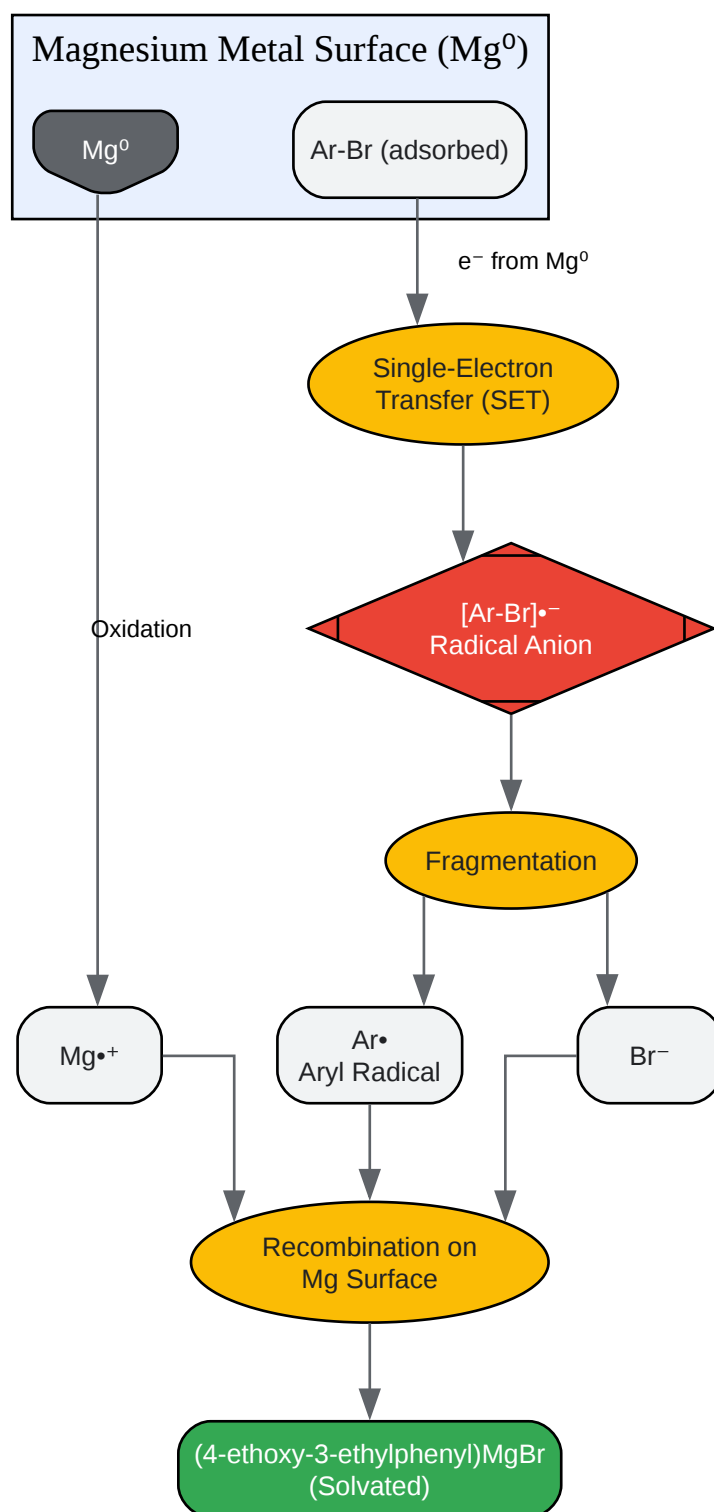 Magnesium Metal Surface (Mg⁰)
Mg⁰
Ar-Br (adsorbed)
e⁻ from Mg⁰
Single-Electron
Transfer (SET)
[Ar-Br]•⁻
Radical Anion
Oxidation
Fragmentation
Mg•⁺
Ar•
Aryl Radical
Br⁻
Recombination on
Mg Surface
(4-ethoxy-3-ethylphenyl)MgBr
(Solvated)